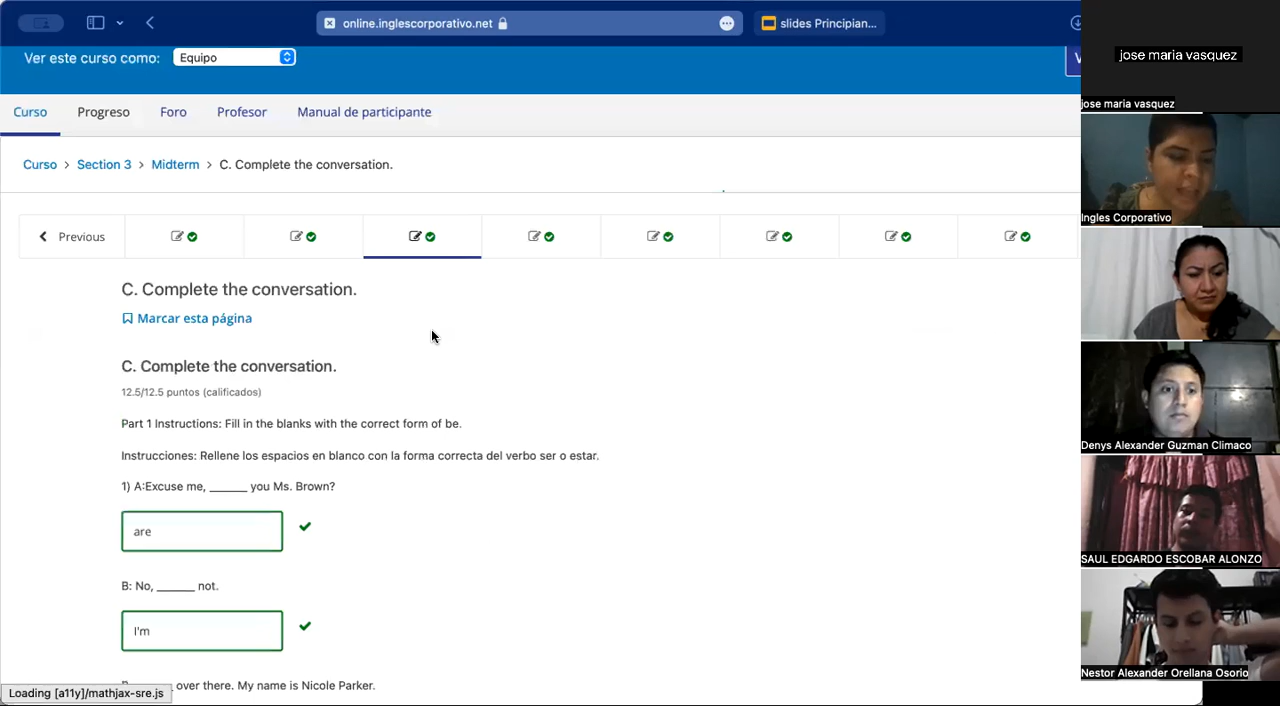 online.inglescorporativo.net
slides Principian...
Ver este curso como:
Equipo
Curso
Progreso
Foro
Profesor
Manual de participante
Curso > Section 3 > Midterm > C. Complete the conversation.
Previous
C. Complete the conversation.
Marcar esta página
C. Complete the conversation.
12.5/12.5 puntos (calificados)
Part 1 Instructions: Fill in the blanks with the correct form of be.
Instrucciones: Rellene los espacios en blanco con la forma correcta del verbo ser o estar.
1) A:Excuse me, ______ you Ms. Brown?
are
B: No, ______ not.
I'm
over there. My name is Nicole Parker.
Loading [a11y]/mathjax-sre.js
jose maria vasquez
jose maria vasquez
Ingles Corporativo
Denys Alexander Guzman Climaco
SAUL EDGARDO ESCOBAR ALONZO
Nestor Alexander Orellana Osorio